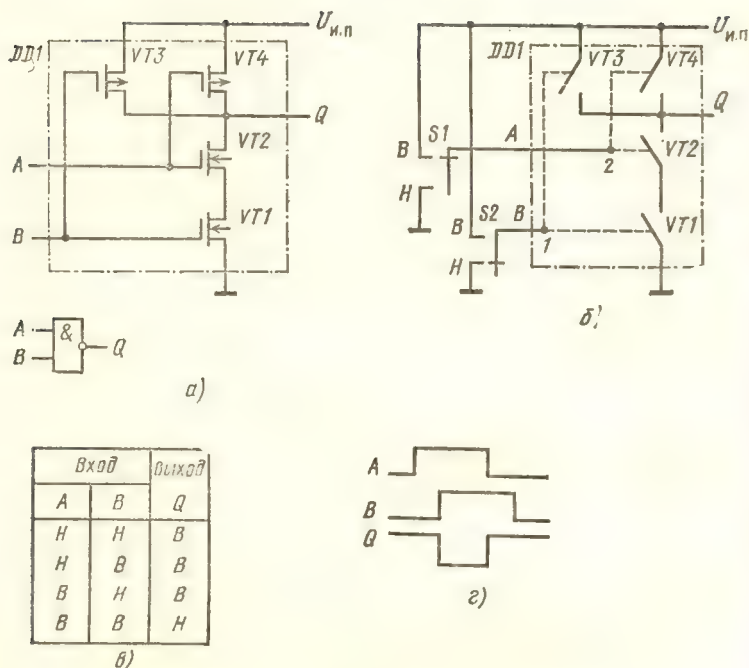 U и.п
DD1
VT3
VT4
Q
A
VT2
B
VT1
A
&
B
Q
а)
U и.п
DD1
VT3
VT4
Q
S1
В
A
VT2
2
Н
S2
В
B
1
VT1
Н
б)
Вход Выход
A B Q
Н Н В
Н В В
В Н В
В В Н
в)
A
B
Q
г)